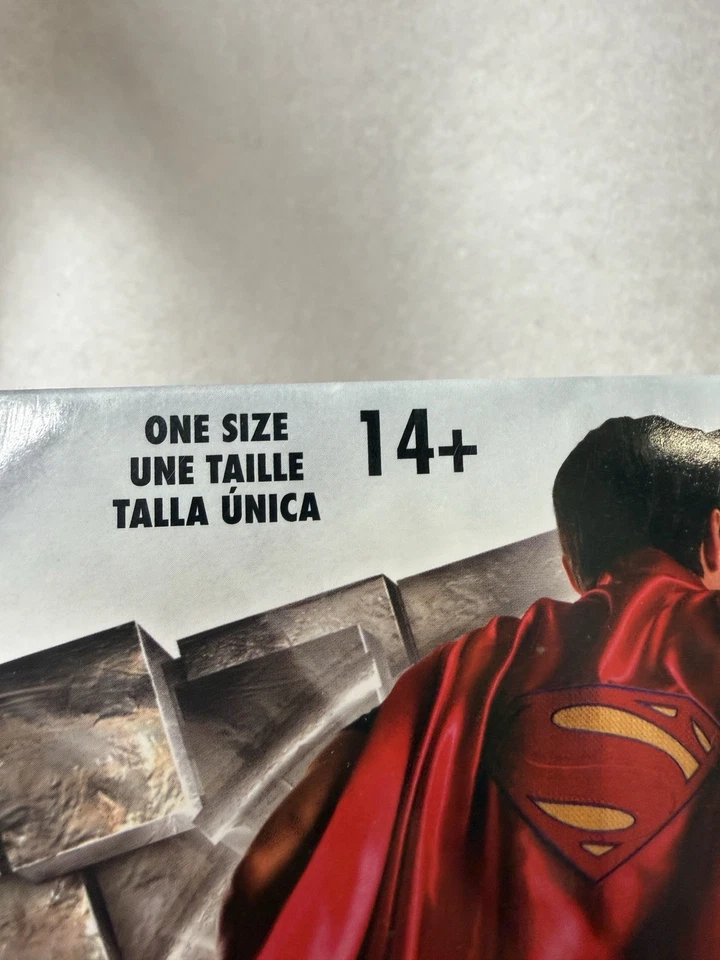 ONE SIZE
UNE TAILLE
TALLA ÚNICA
14+